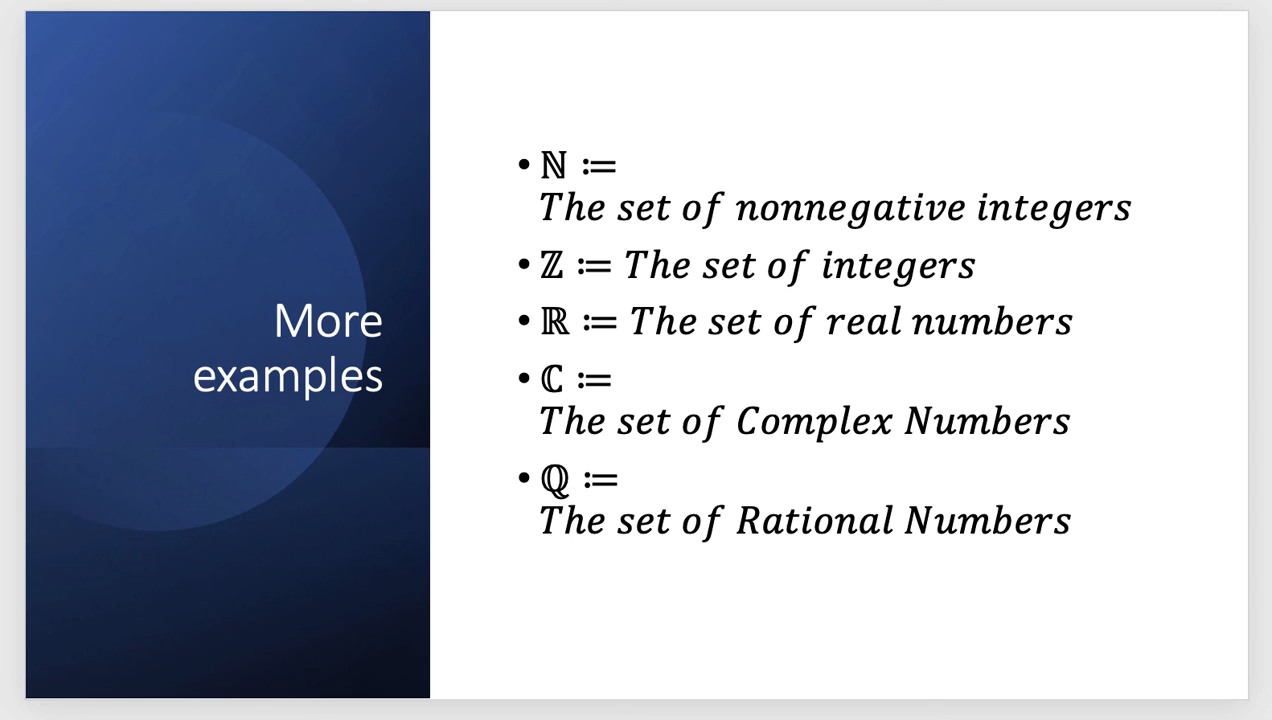 More
examples
• ℕ ≔
The set of nonnegative integers
• ℤ ≔ The set of integers
• ℝ ≔ The set of real numbers
• ℂ ≔
The set of Complex Numbers
• ℚ ≔
The set of Rational Numbers